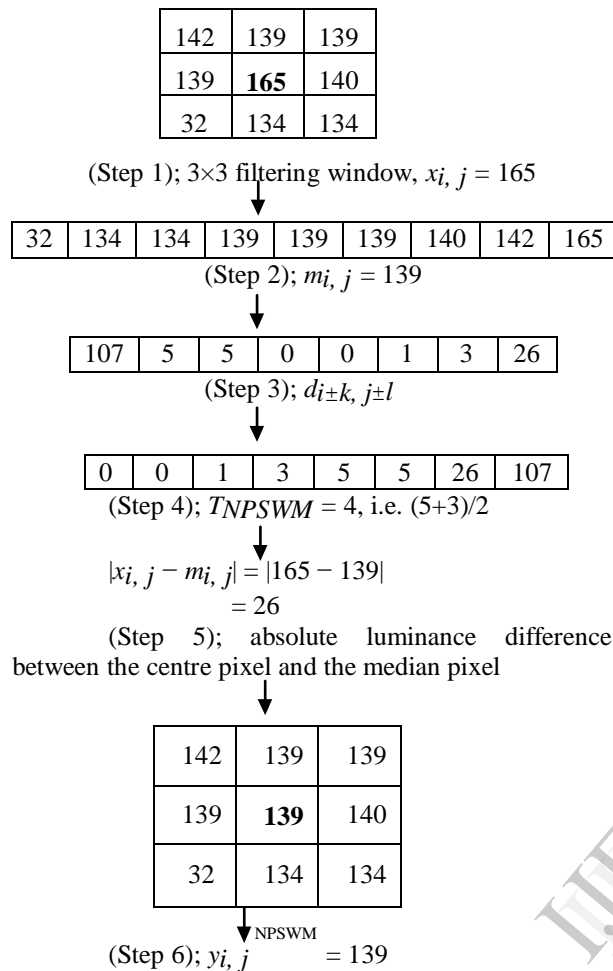 142 139 139
139 165 140
32 134 134
(Step 1); 3×3 filtering window, xi, j = 165
32 134 134 139 139 139 140 142 165
(Step 2); mi, j = 139
107 5 5 0 0 1 3 26
(Step 3); di±k, j±l
0 0 1 3 5 5 26 107
(Step 4); TNPSWM = 4, i.e. (5+3)/2
|xi, j − mi, j| = |165 − 139|
= 26
(Step 5); absolute luminance difference
between the centre pixel and the median pixel
142 139 139
139 139 140
32 134 134
(Step 6); yi, j NPSWM = 139